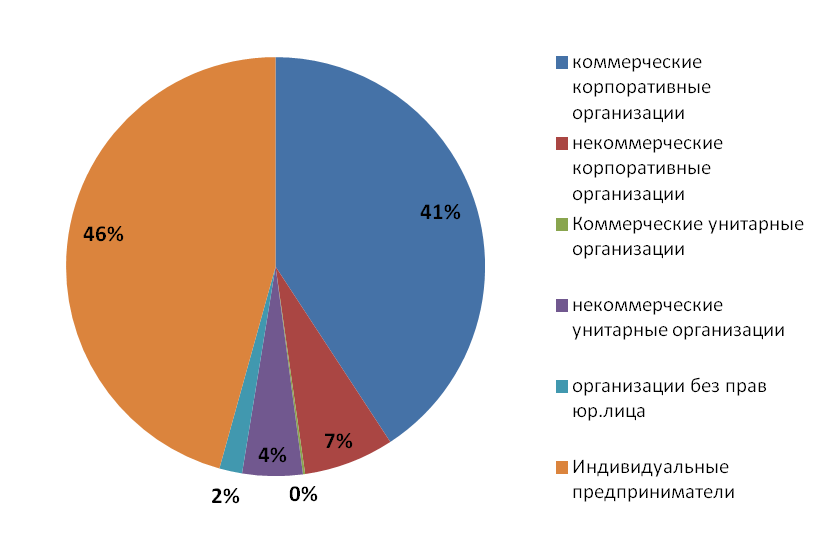 41%
7%
0%
4%
2%
46%
коммерческие
корпоративные
организации
некоммерческие
корпоративные
организации
Коммерческие унитарные
организации
некоммерческие
унитарные организации
организации без прав
юр.лица
Индивидуальные
предприниматели